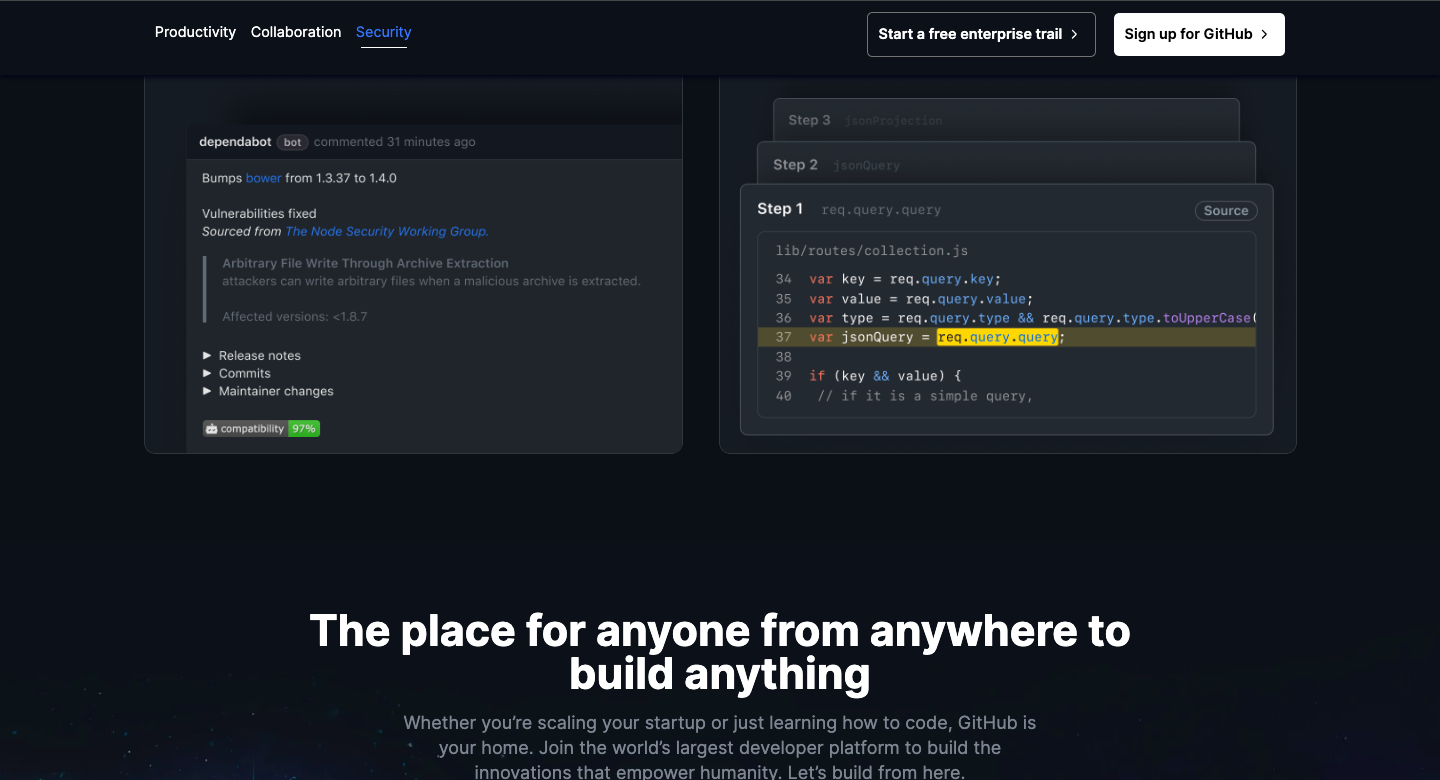 Productivity Collaboration Security
Start a free enterprise trail
Sign up for GitHub
dependabot bot commented 31 minutes ago
Bumps bower from 1.3.37 to 1.4.0
Vulnerabilities fixed
Sourced from The Node Security Working Group.
Arbitrary File Write Through Archive Extraction
attackers can write arbitrary files when a malicious archive is extracted.
Affected versions: <1.8.7
► Release notes
► Commits
► Maintainer changes
compatibility 97%
Step 3 jsonProjection
Step 2 jsonQuery
Step 1 req.query.query Source
lib/routes/collection.js
34 var key = req.query.key;
35 var value = req.query.value;
36 var type = req.query.type && req.query.type.toUpperCase(
37 var jsonQuery = req.query.query;
38
39 if (key && value) {
40 // if it is a simple query,
The place for anyone from anywhere to
build anything
Whether you’re scaling your startup or just learning how to code, GitHub is
your home. Join the world’s largest developer platform to build the
innovations that empower humanity. Let’s build from here.